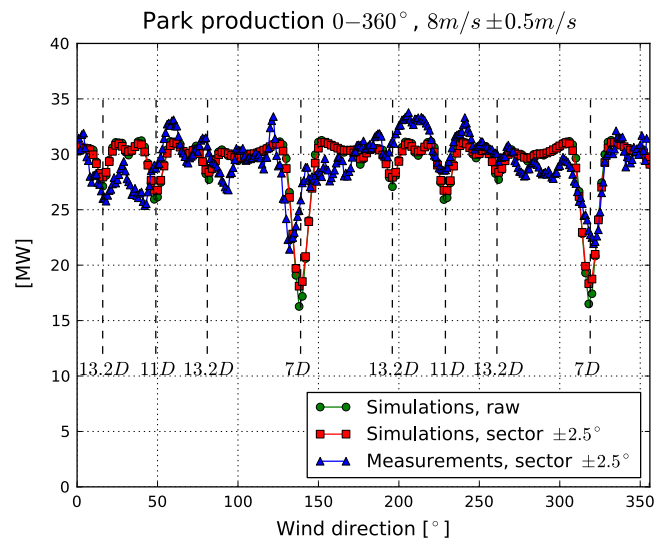 Park production 0−360°, 8m/s ±0.5m/s
40
35
30
25
20
15
10
5
0
[MW]
13.2D 11D 13.2D 7D 13.2D 11D 13.2D 7D
Simulations, raw
Simulations, sector ±2.5°
Measurements, sector ±2.5°
0 50 100 150 200 250 300 350
Wind direction [°]